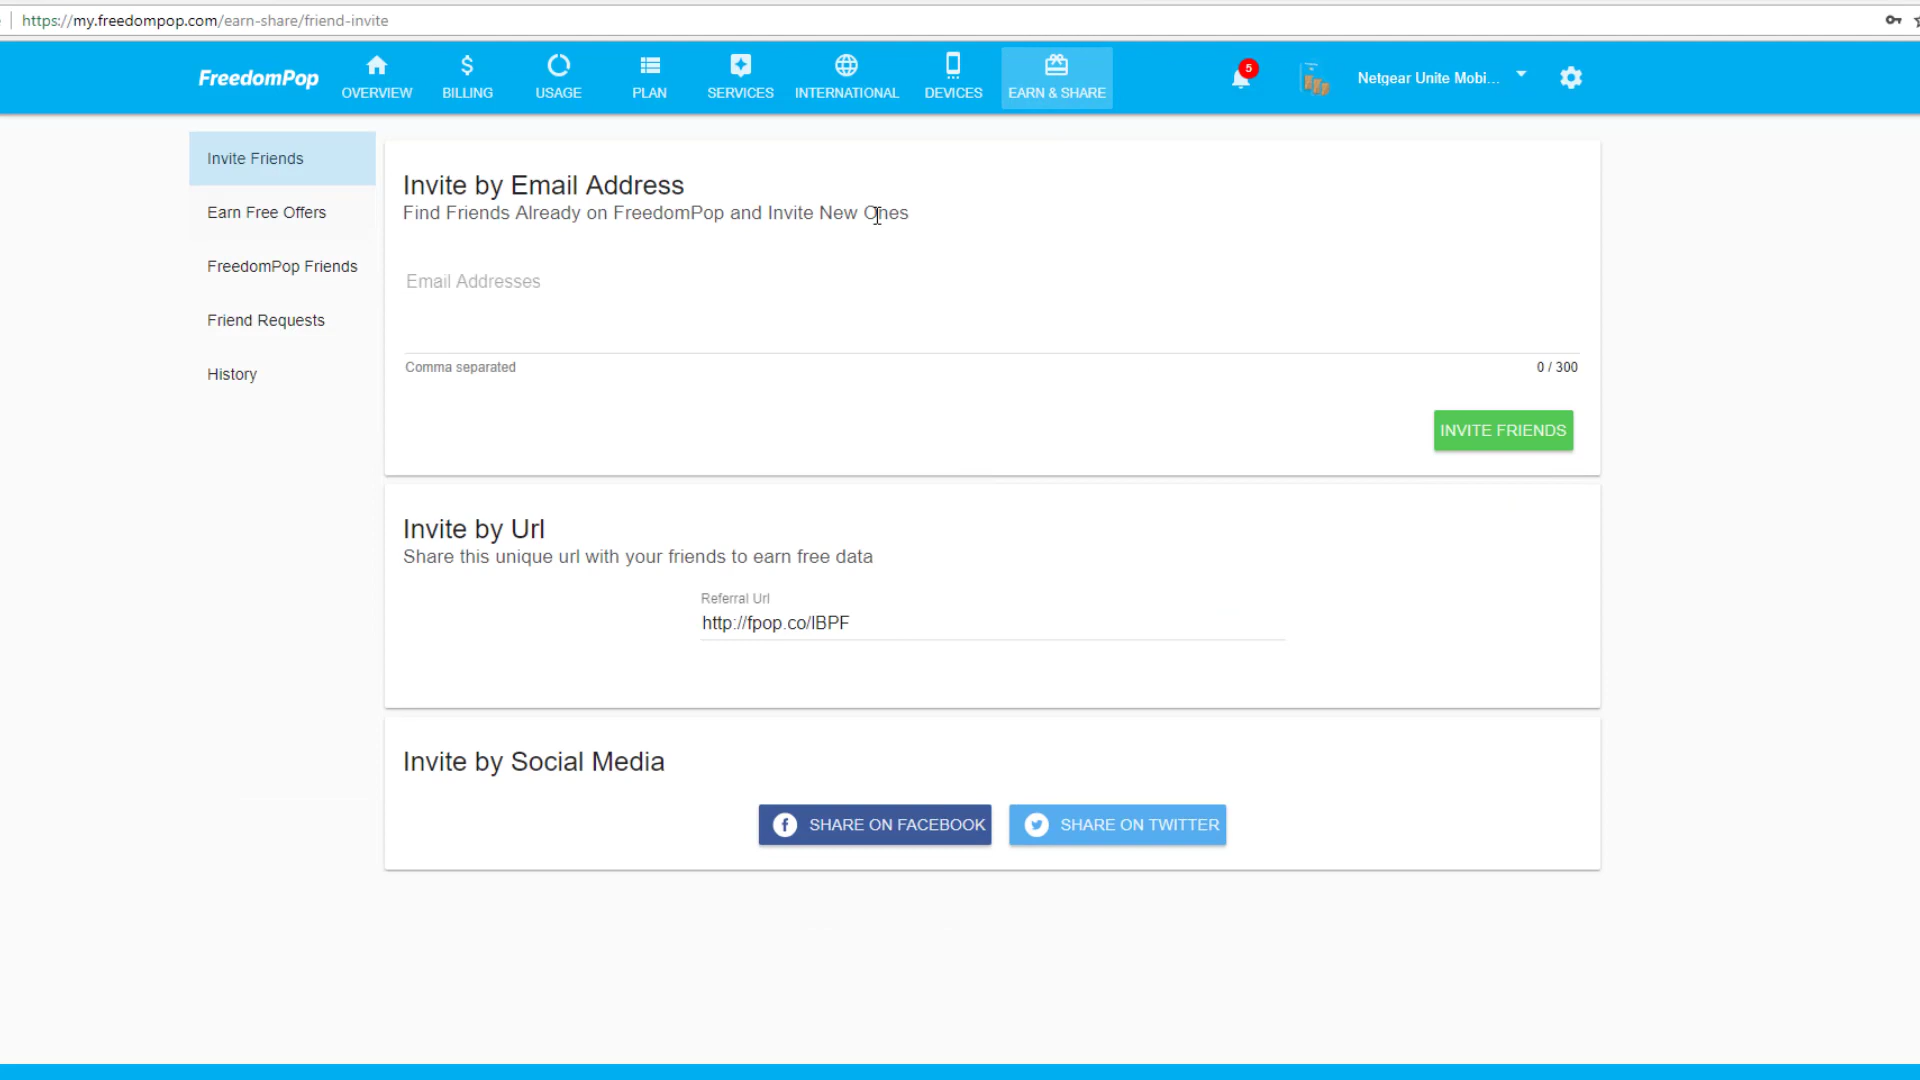 https://my.freedompop.com/earn-share/friend-invite
FreedomPop
OVERVIEW
BILLING
USAGE
PLAN
SERVICES
INTERNATIONAL
DEVICES
EARN & SHARE
5
Netgear Unite Mobi...
Invite Friends
Earn Free Offers
FreedomPop Friends
Friend Requests
History
Invite by Email Address
Find Friends Already on FreedomPop and Invite New Ones
Email Addresses
Comma separated
0 / 300
INVITE FRIENDS
Invite by Url
Share this unique url with your friends to earn free data
Referral Url
http://fpop.co/lBPF
Invite by Social Media
SHARE ON FACEBOOK
SHARE ON TWITTER